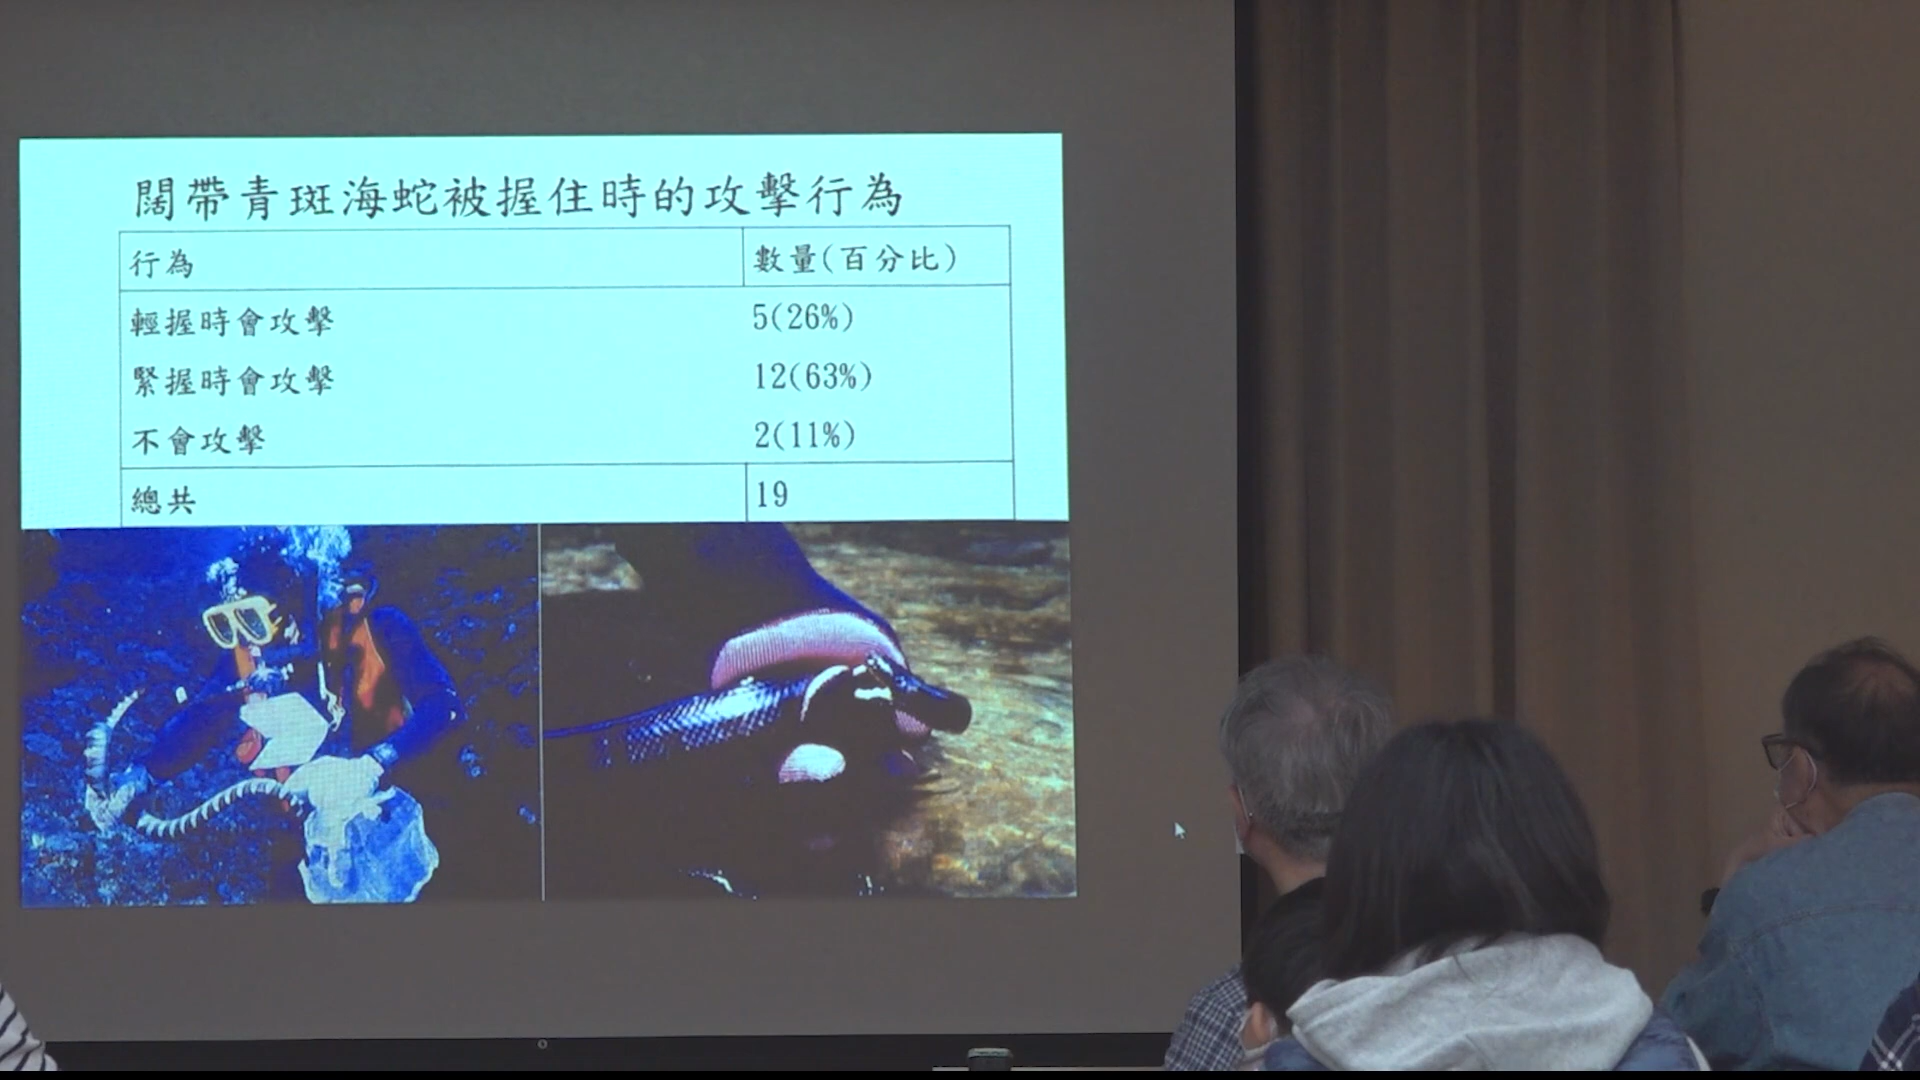 闊帶青斑海蛇被握住時的攻擊行為
行為 數量(百分比)
輕握時會攻擊 5(26%)
緊握時會攻擊 12(63%)
不會攻擊 2(11%)
總共 19